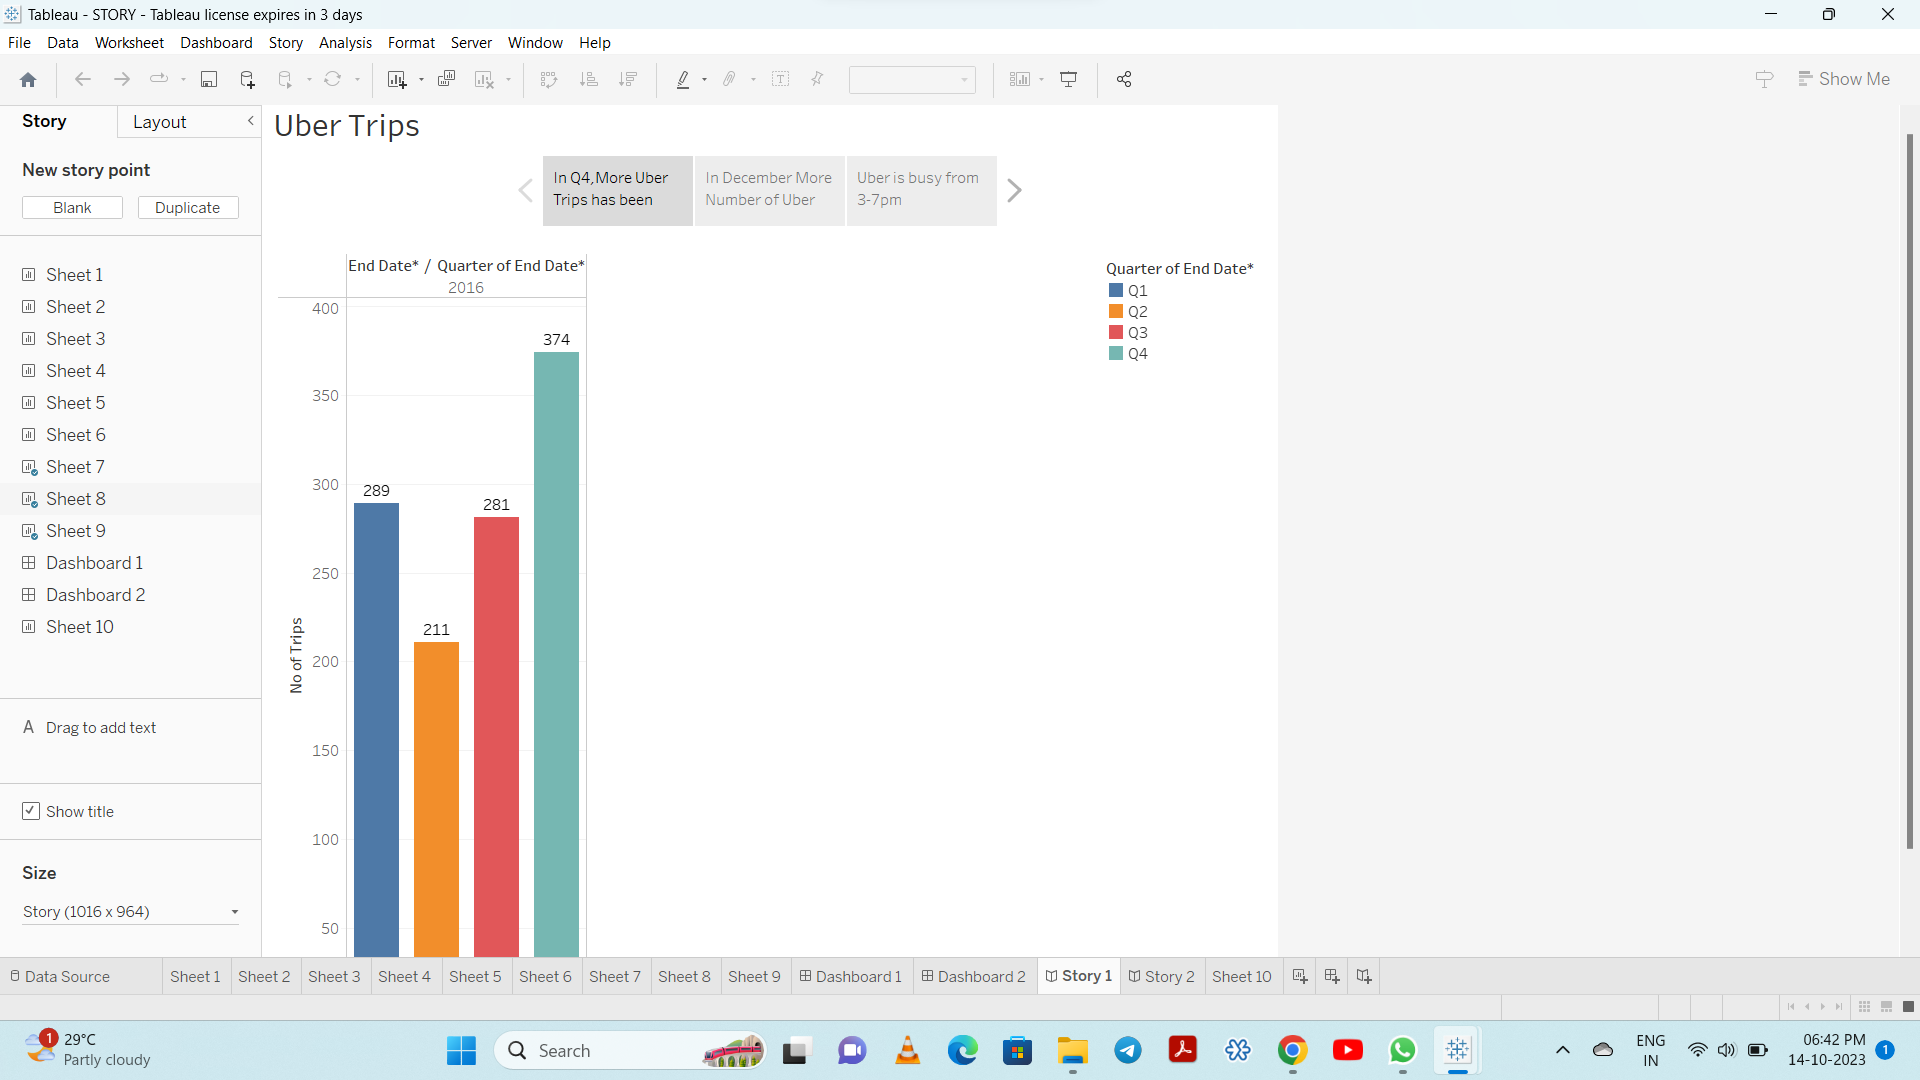 Tableau - STORY - Tableau license expires in 3 days
File Data Worksheet Dashboard Story Analysis Format Server Window Help
Show Me
Story Layout
New story point
Blank Duplicate
Sheet 1
Sheet 2
Sheet 3
Sheet 4
Sheet 5
Sheet 6
Sheet 7
Sheet 8
Sheet 9
Dashboard 1
Dashboard 2
Sheet 10
A Drag to add text
Show title
Size
Story (1016 x 964)
Uber Trips
In Q4,More Uber
Trips has been
In December More
Number of Uber
Uber is busy from
3-7pm
End Date* / Quarter of End Date*
2016
400
350
300
250
200
150
100
50
No of Trips
289
211
281
374
Quarter of End Date*
Q1
Q2
Q3
Q4
Data Source Sheet 1 Sheet 2 Sheet 3 Sheet 4 Sheet 5 Sheet 6 Sheet 7 Sheet 8 Sheet 9 Dashboard 1 Dashboard 2 Story 1 Story 2 Sheet 10
1
29°C
Partly cloudy
Search
ENG
IN
06:42 PM
14-10-2023
1